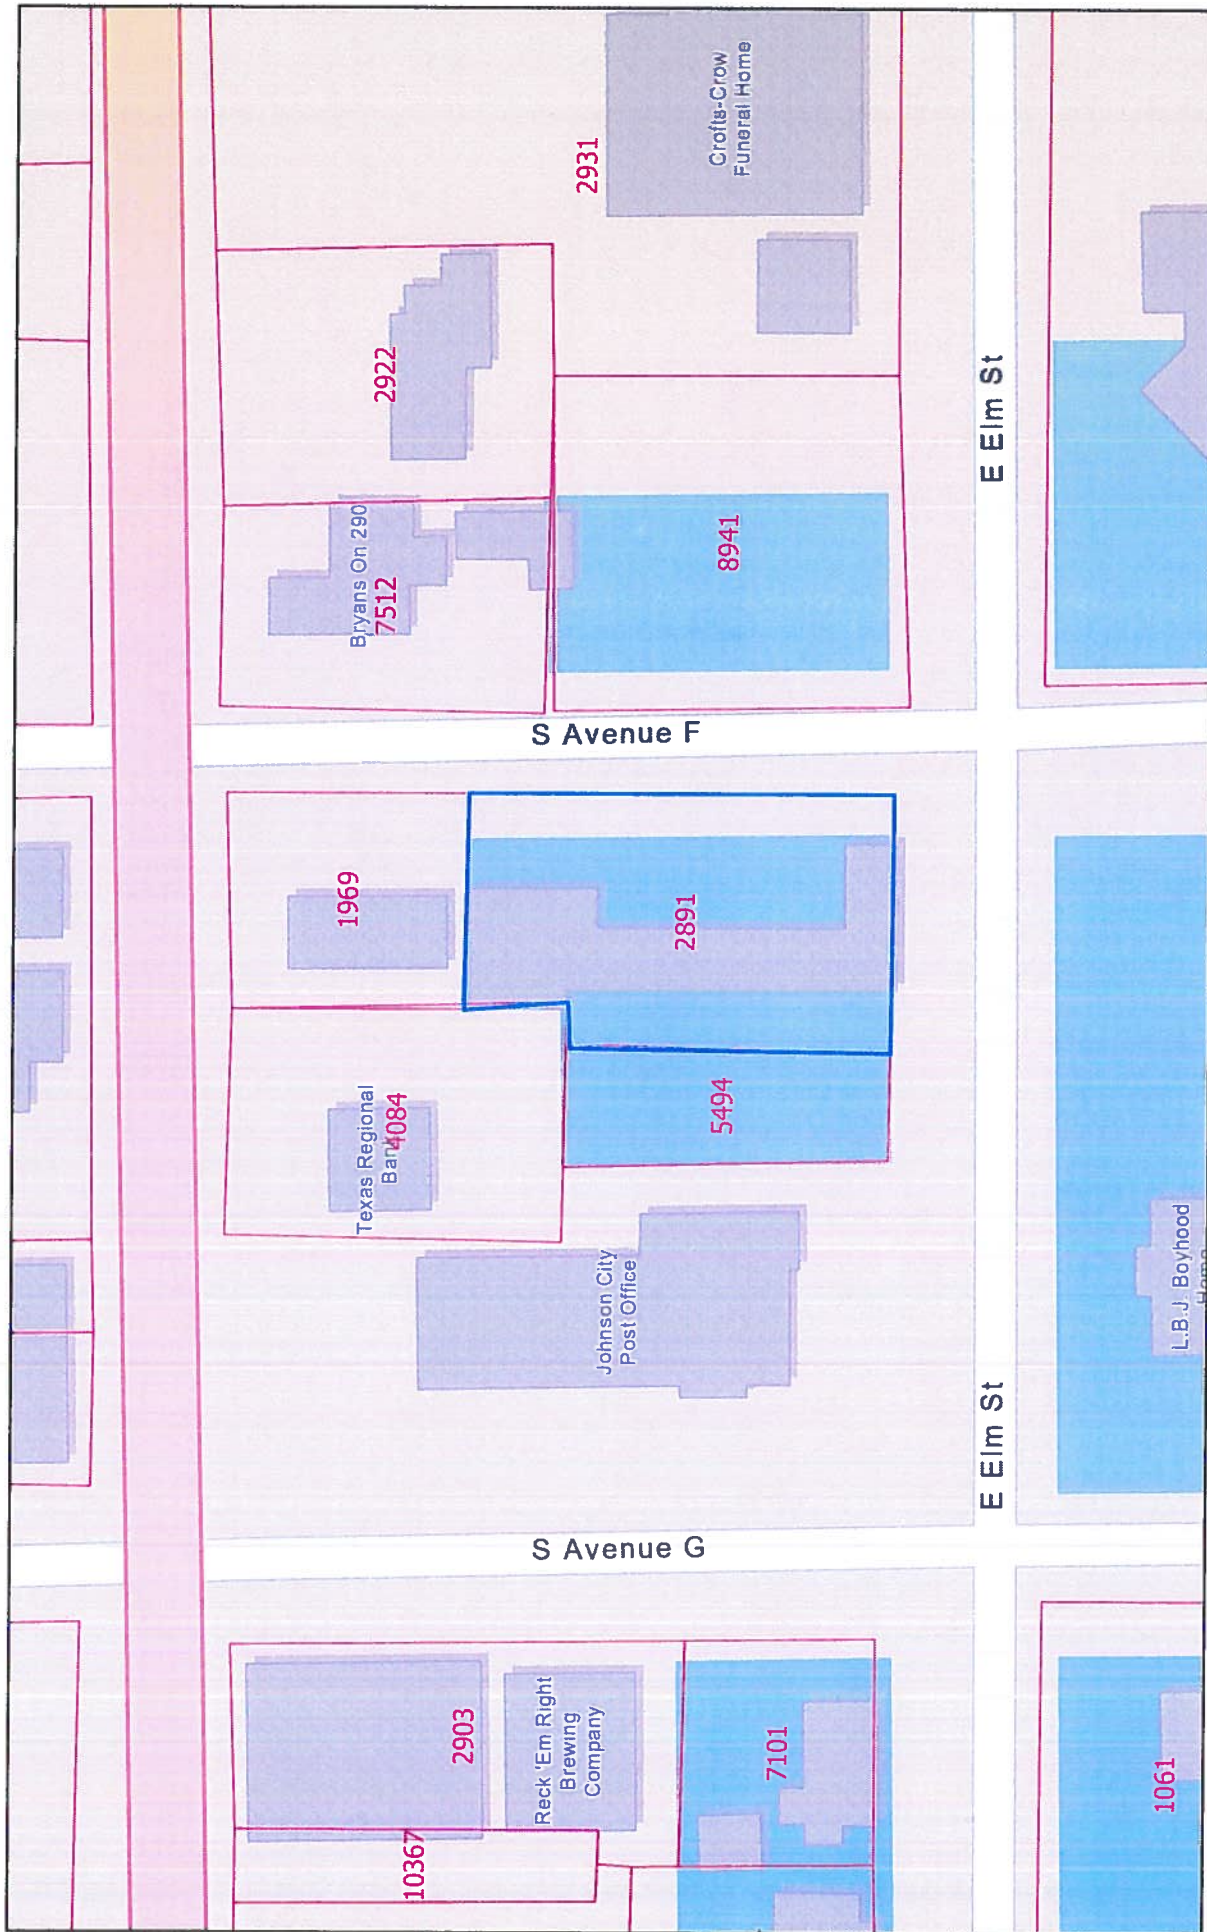 Crofts-Crow
Funeral Home
2931
2922
E Elm St
Bryans On 290
7512
8941
S Avenue F
1969
2891
Texas Regional
Bank
4084
5494
Johnson City
Post Office
L.B.J. Boyhood
Home
E Elm St
S Avenue G
2903
Reck 'Em Right
Brewing
Company
7101
1061
10367